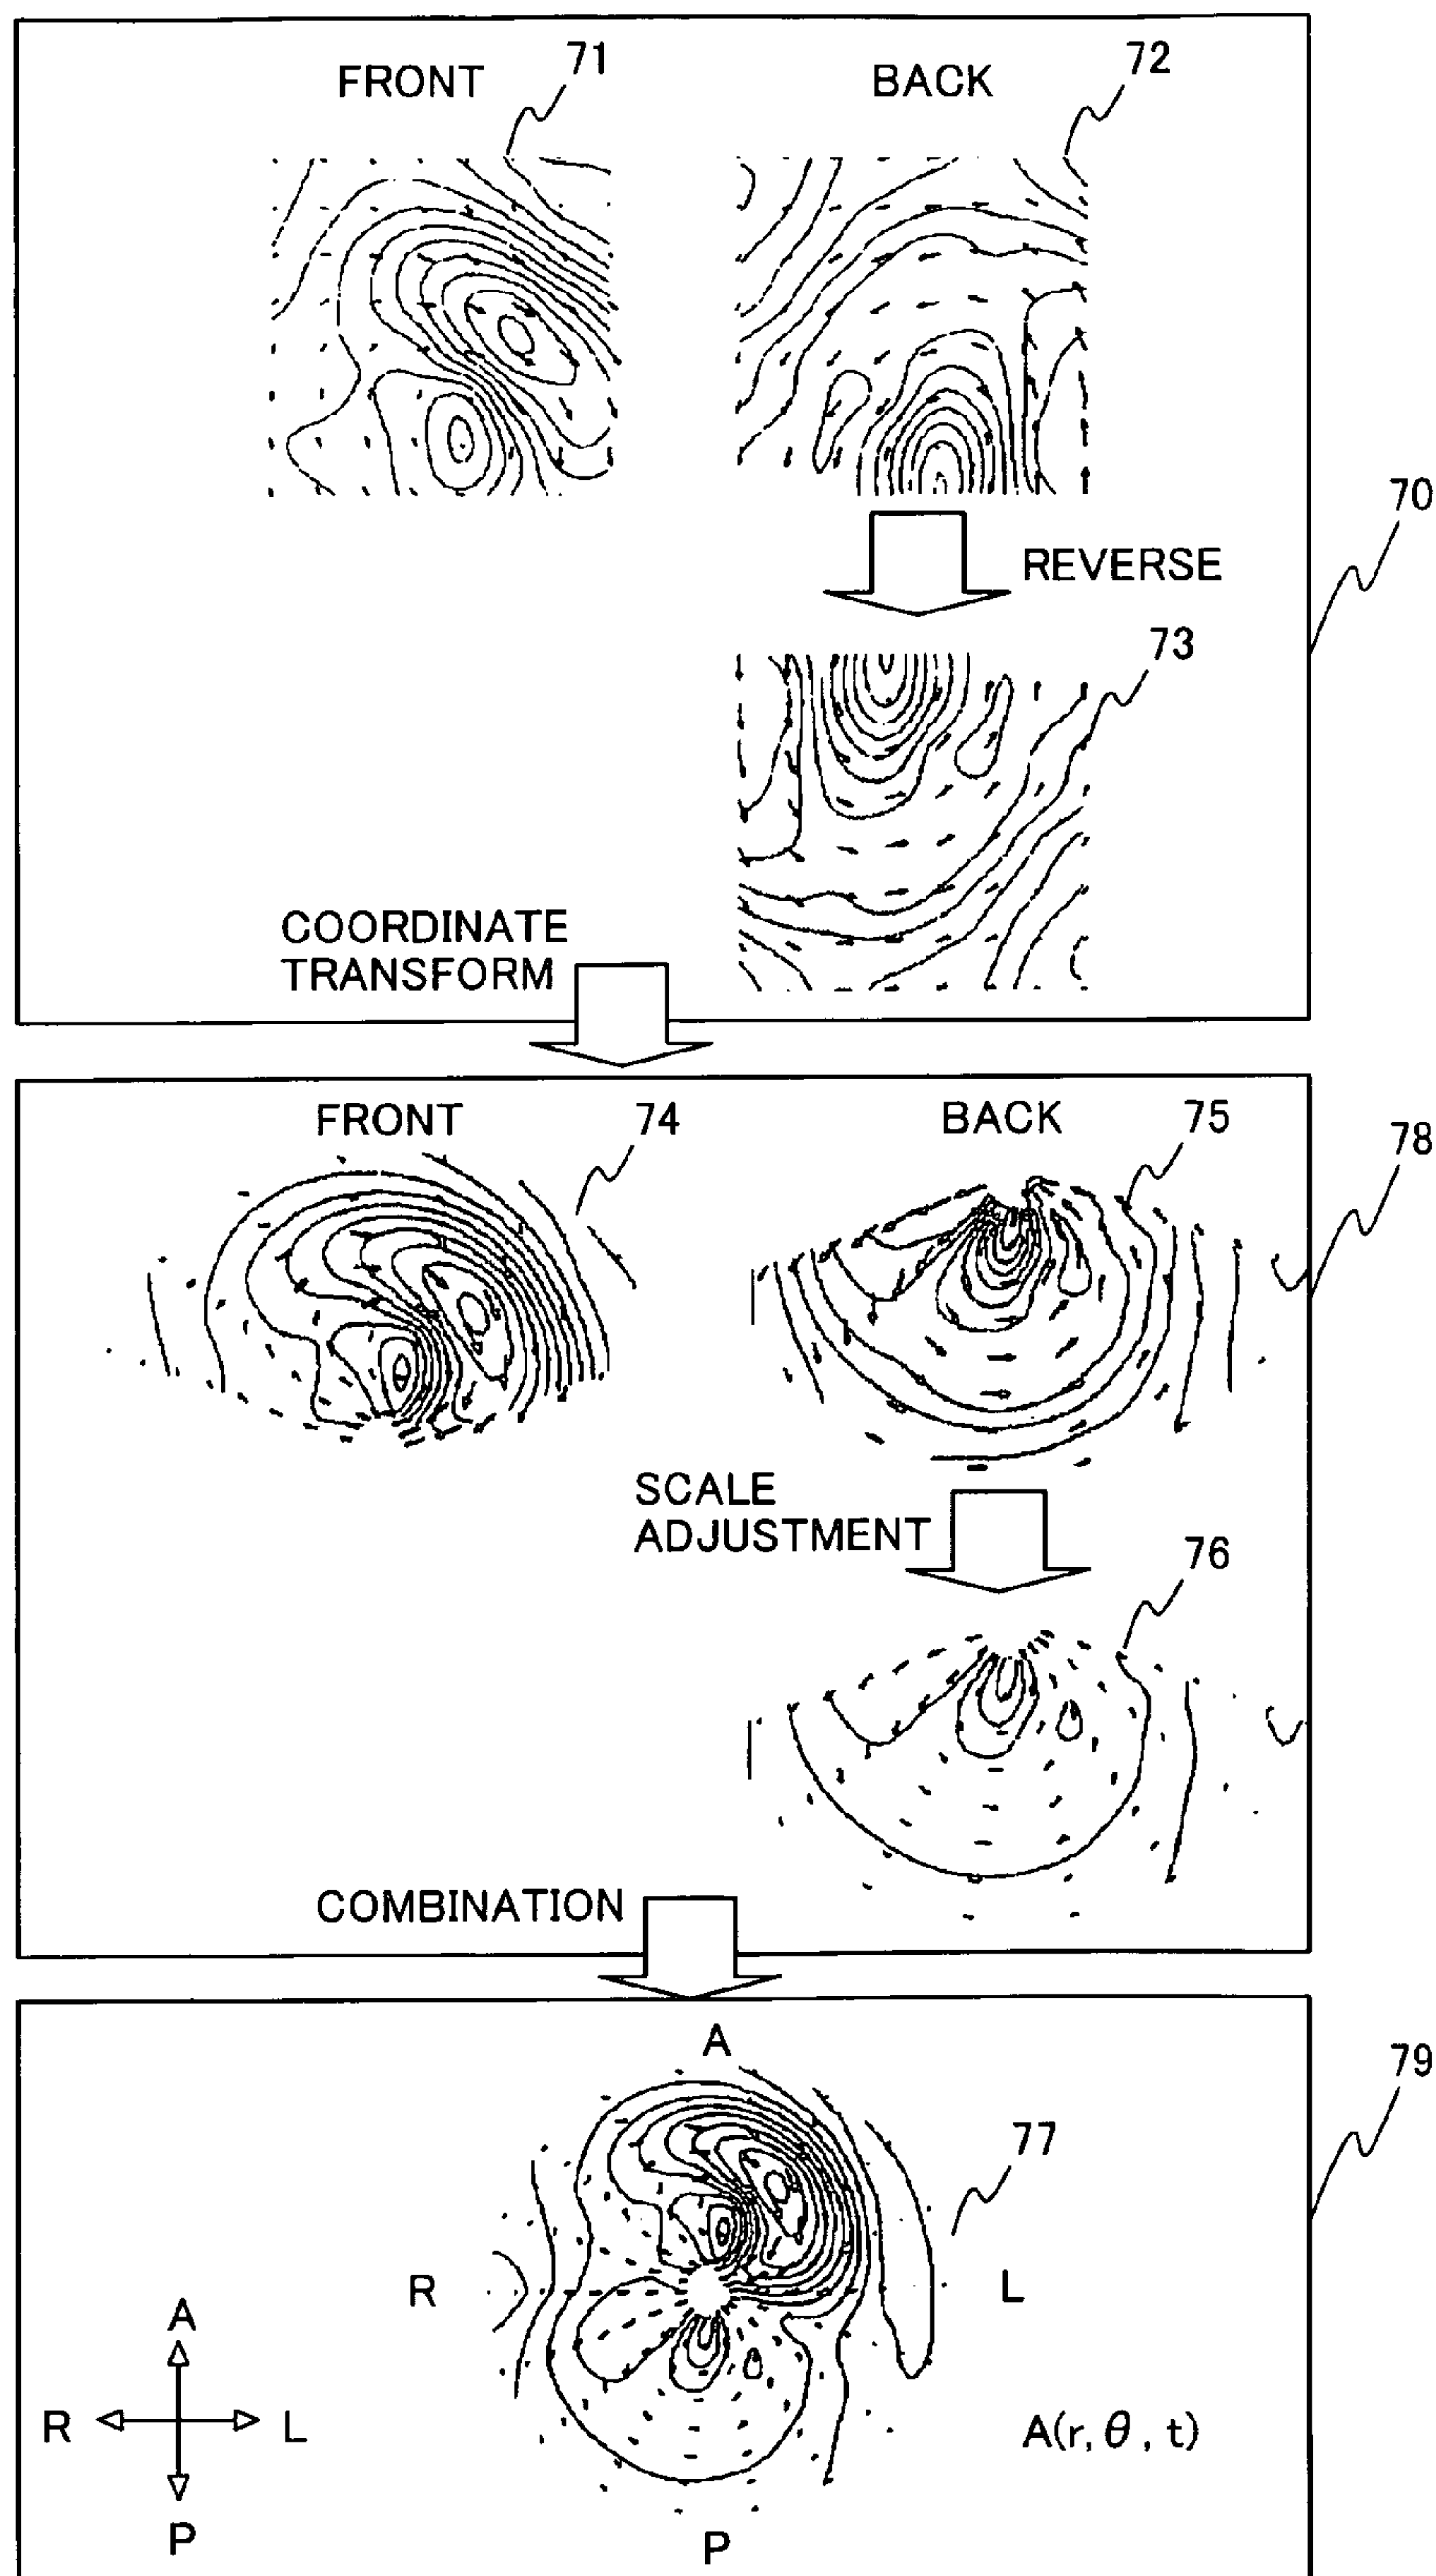 FRONT
71
BACK
72
70
REVERSE
73
COORDINATE
TRANSFORM
FRONT
74
BACK
75
78
SCALE
ADJUSTMENT
76
COMBINATION
A
79
77
R
L
A
R
L
A(r, θ, t)
P
P